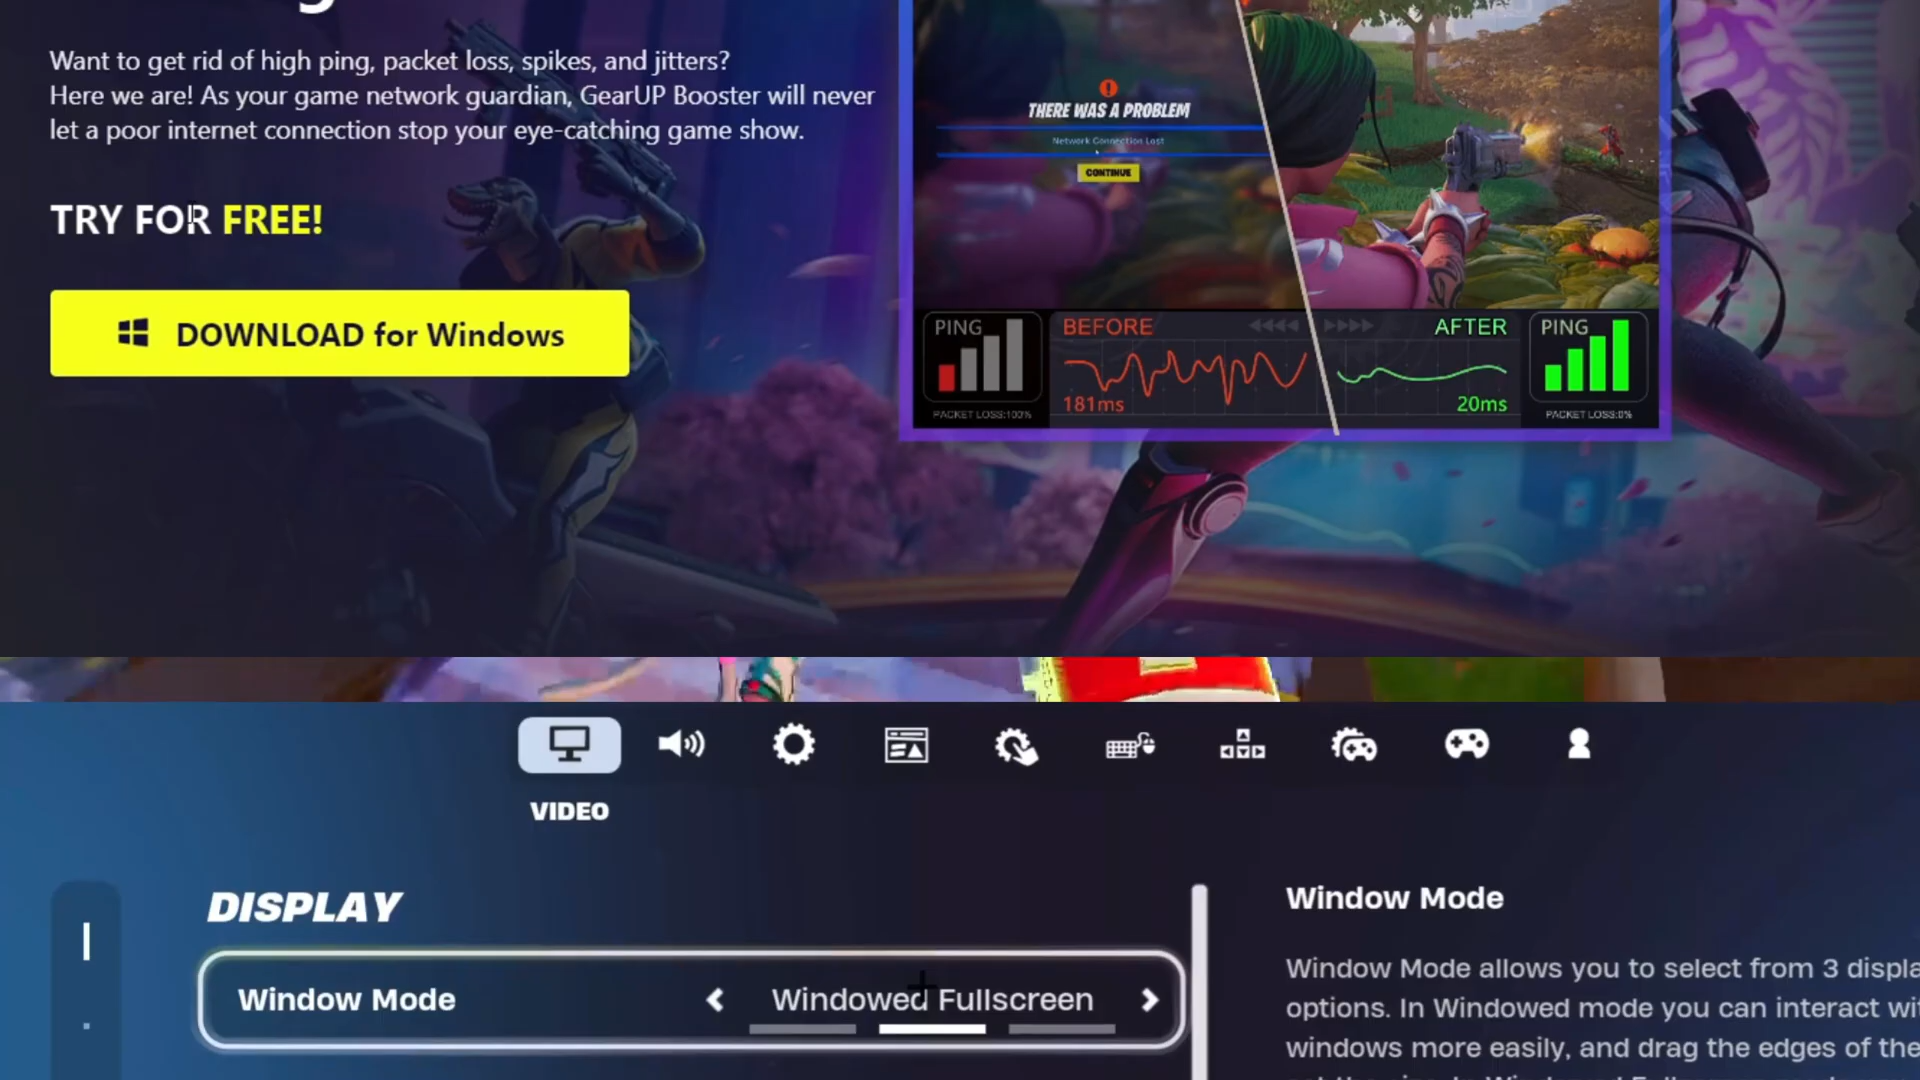 Want to get rid of high ping, packet loss, spikes, and jitters?
Here we are! As your game network guardian, GearUP Booster will never
let a poor internet connection stop your eye-catching game show.
TRY FOR FREE!
DOWNLOAD for Windows
THERE WAS A PROBLEM
Network Connection Lost
CONTINUE
PING
BEFORE
AFTER
PING
181ms
20ms
PACKET LOSS:100%
PACKET LOSS:0%
VIDEO
DISPLAY
Window Mode
Windowed Fullscreen
Window Mode
Window Mode allows you to select from 3 displa
options. In Windowed mode you can interact wi
windows more easily, and drag the edges of the